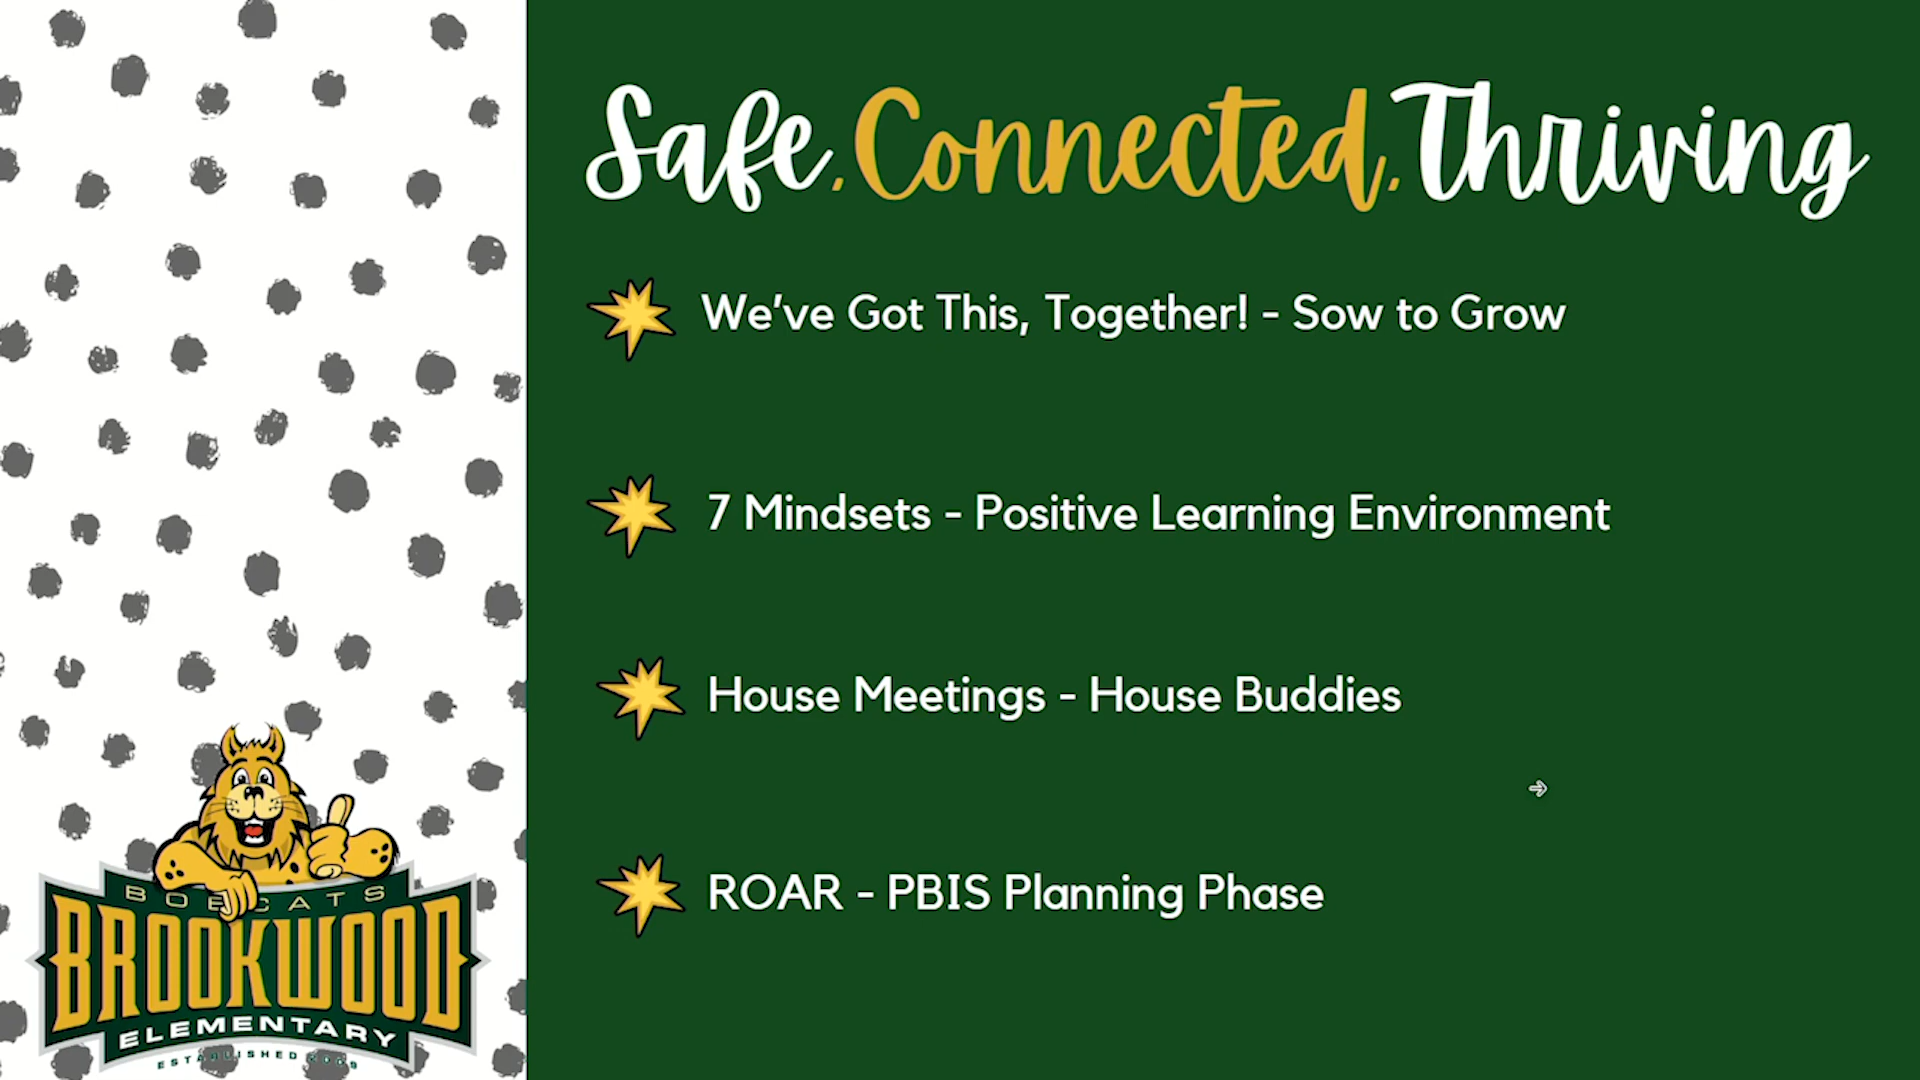 Safe.Connected.Thriving
We've Got This, Together! - Sow to Grow
7 Mindsets - Positive Learning Environment
House Meetings - House Buddies
ROAR - PBIS Planning Phase
BOBCATS
BROOKWOOD
ELEMENTARY
ESTABLISHED